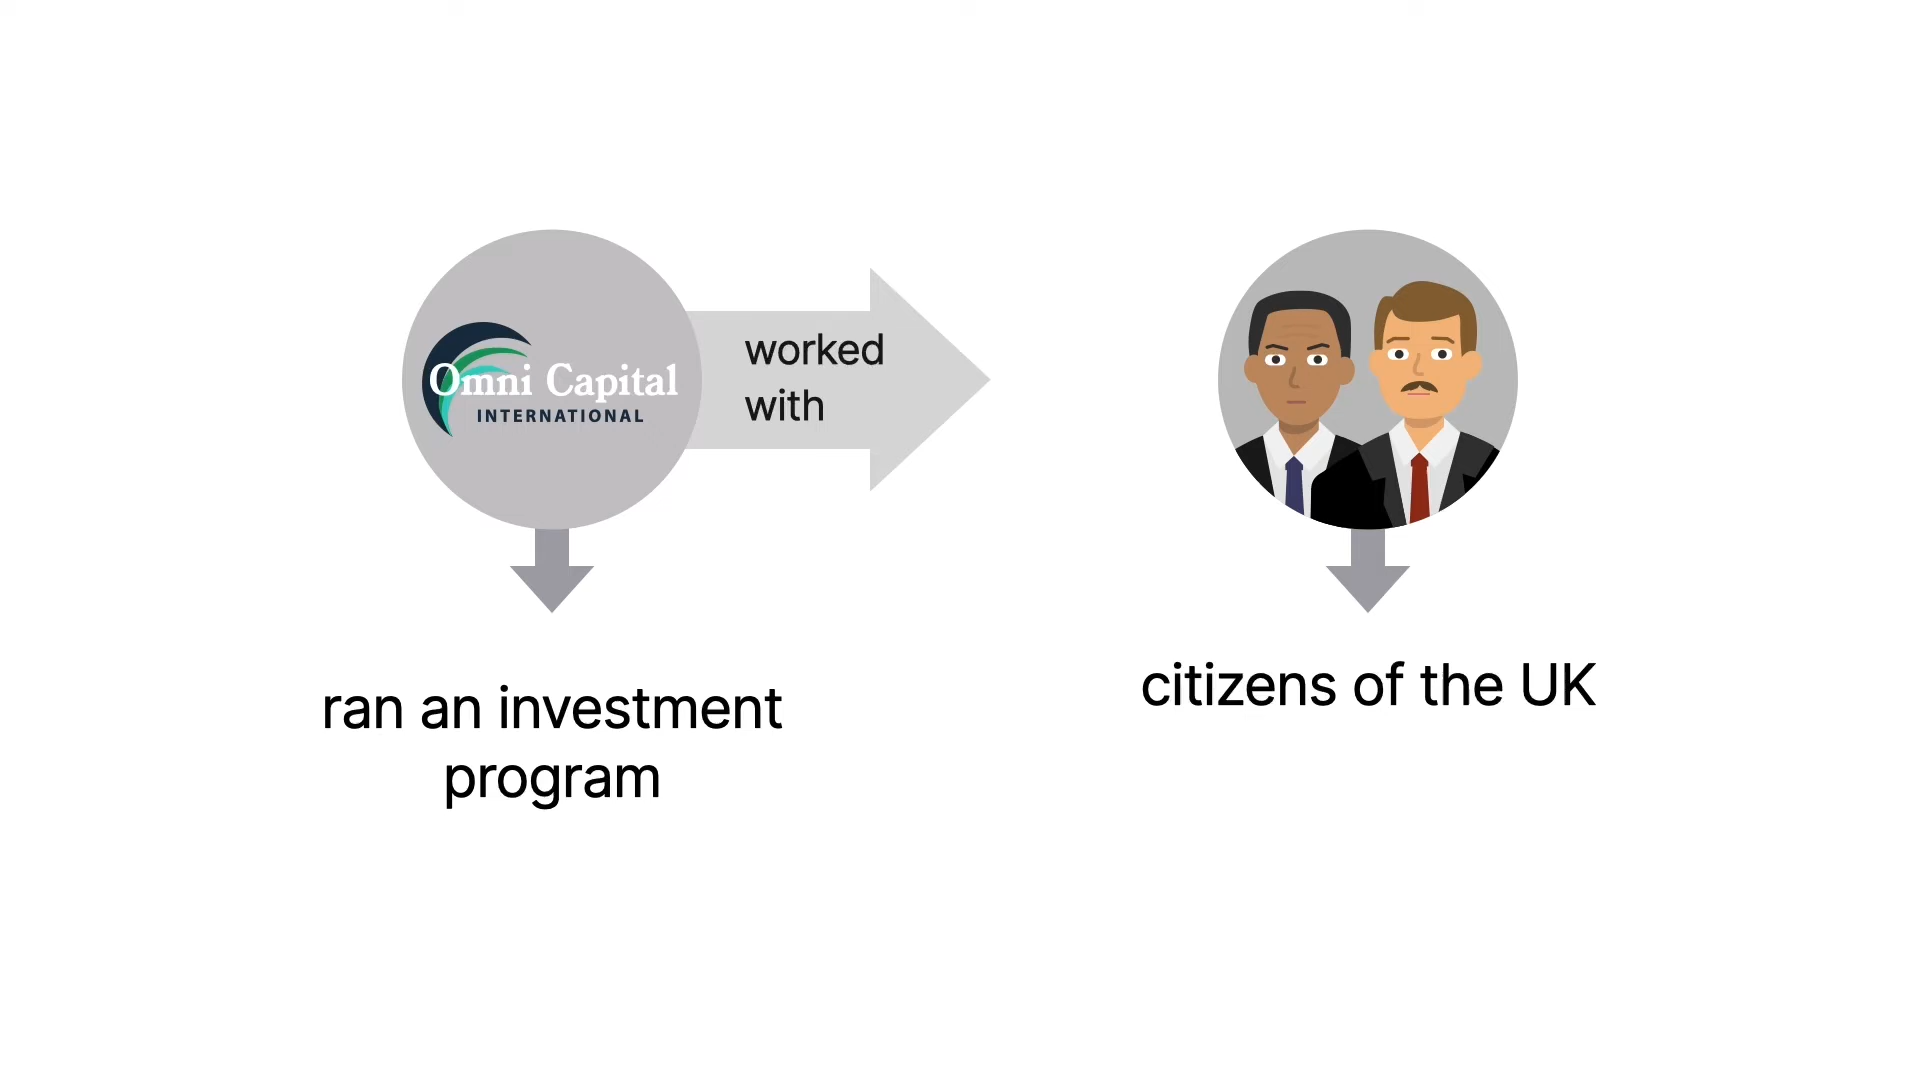 Omni Capital
INTERNATIONAL
worked
with
ran an investment
program
citizens of the UK